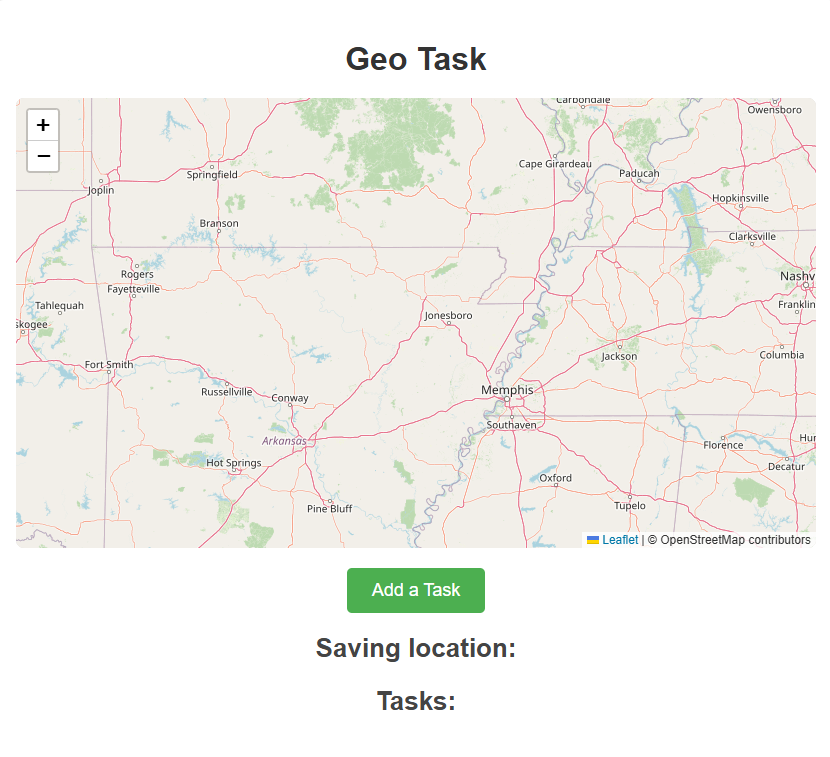 Geo Task
+
−
Carbondale
Owensboro
Cape Girardeau
Springfield
Paducah
Joplin
Hopkinsville
Branson
Clarksville
Rogers
Nashv
Fayetteville
Tahlequah
Franklin
Jonesboro
skogee
Jackson
Columbia
Fort Smith
Memphis
Russellville
Conway
Southaven
Arkansas
Florence
Hur
Hot Springs
Decatur
Oxford
Tupelo
Pine Bluff
Leaflet | © OpenStreetMap contributors
Add a Task
Saving location:
Tasks: